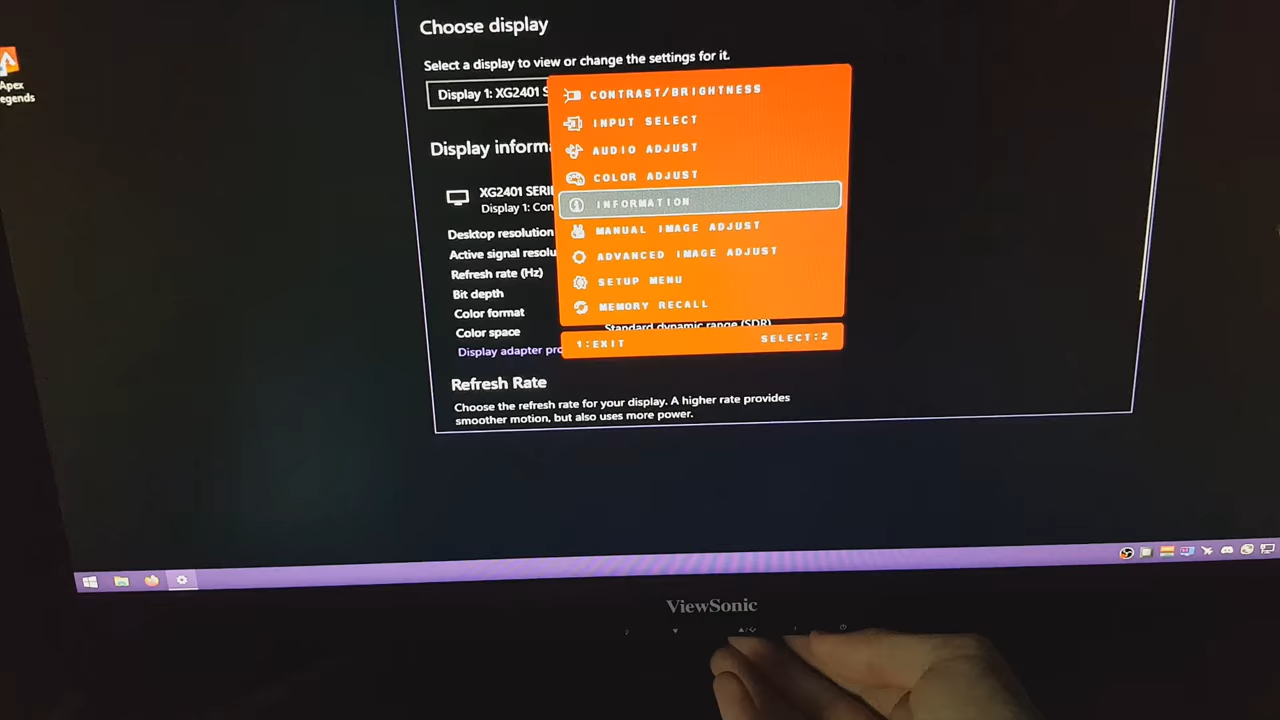 Choose display
Select a display to view or change the settings for it.
Display 1: XG2401 S
CONTRAST/BRIGHTNESS
INPUT SELECT
AUDIO ADJUST
COLOR ADJUST
INFORMATION
MANUAL IMAGE ADJUST
ADVANCED IMAGE ADJUST
SETUP MENU
MEMORY RECALL
1:EXIT
SELECT:2
Apex
egends
Display inform
XG2401 SERI
Display 1: Con
Desktop resolution
Active signal resolu
Refresh rate (Hz)
Bit depth
Color format
Color space
Standard dynamic range (SDR)
Display adapter pro
Refresh Rate
Choose the refresh rate for your display. A higher rate provides
smoother motion, but also uses more power.
ViewSonic
2
1